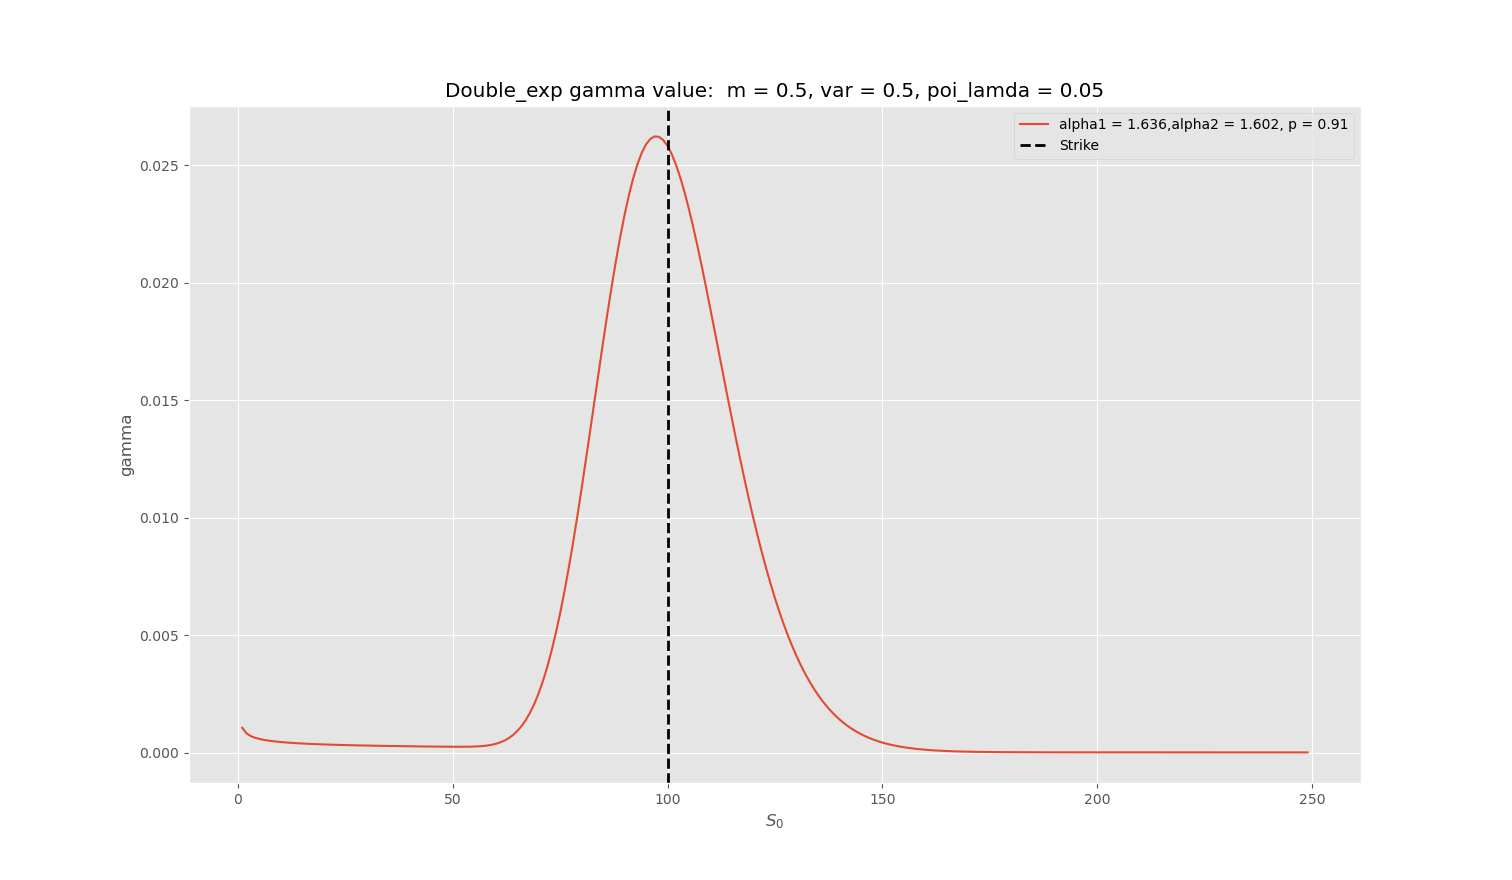 Double_exp gamma value:  m = 0.5, var = 0.5, poi_lamda = 0.05
alpha1 = 1.636,alpha2 = 1.602, p = 0.91
Strike
0.025
0.020
0.015
0.010
0.005
0.000
gamma
0 50 100 150 200 250
S₀